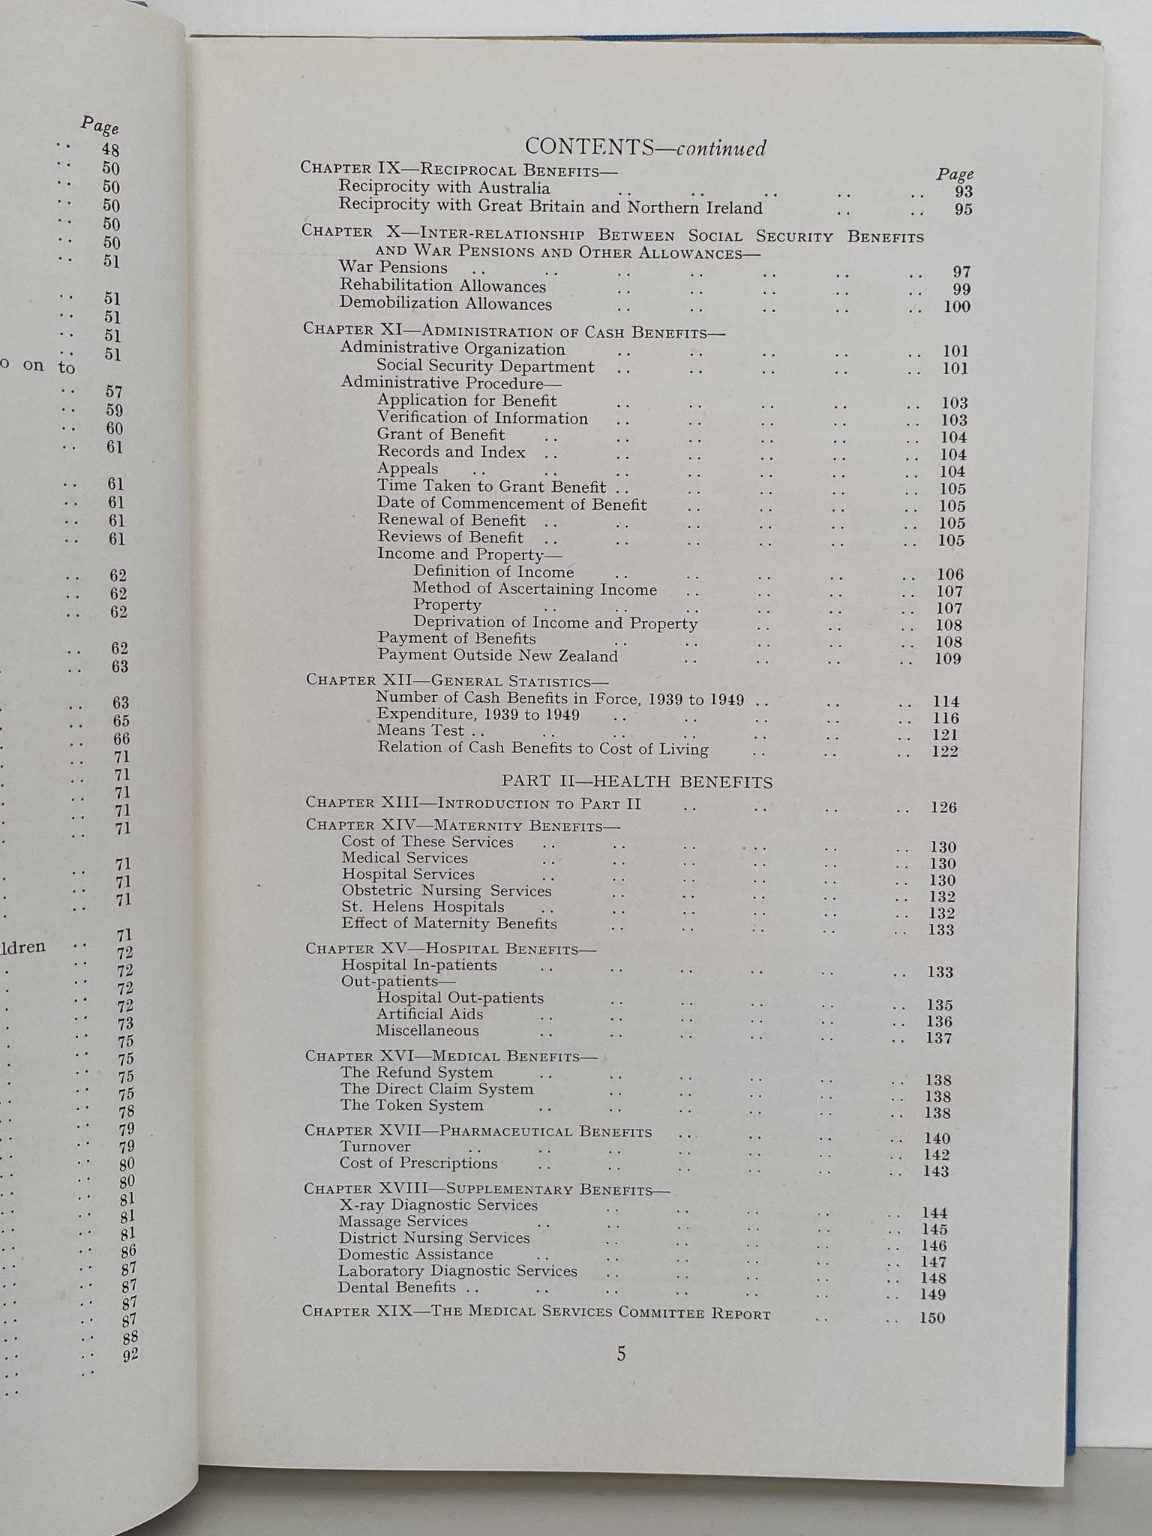 Page
48
50
50
50
50
50
51
51
51
51
51
o on to
57
59
60
61
61
61
61
61
62
62
62
62
63
63
65
66
71
71
71
71
71
71
71
71
71
ldren .. 72
72
72
72
73
75
75
75
75
78
79
79
80
80
81
81
81
86
87
87
87
87
88
92
CONTENTS—continued
Page
CHAPTER IX—RECIPROCAL BENEFITS—
Reciprocity with Australia .. .. .. .. .. 93
Reciprocity with Great Britain and Northern Ireland .. .. 95
CHAPTER X—INTER-RELATIONSHIP BETWEEN SOCIAL SECURITY BENEFITS
AND WAR PENSIONS AND OTHER ALLOWANCES—
War Pensions .. .. .. .. .. .. .. 97
Rehabilitation Allowances .. .. .. .. .. 99
Demobilization Allowances .. .. .. .. .. 100
CHAPTER XI—ADMINISTRATION OF CASH BENEFITS—
Administrative Organization .. .. .. .. .. 101
Social Security Department .. .. .. .. .. 101
Administrative Procedure—
Application for Benefit .. .. .. .. .. 103
Verification of Information .. .. .. .. .. 103
Grant of Benefit .. .. .. .. .. .. 104
Records and Index .. .. .. .. .. .. 104
Appeals .. .. .. .. .. .. .. 104
Time Taken to Grant Benefit .. .. .. .. .. 105
Date of Commencement of Benefit .. .. .. .. 105
Renewal of Benefit .. .. .. .. .. .. 105
Reviews of Benefit .. .. .. .. .. .. 105
Income and Property—
Definition of Income .. .. .. .. .. 106
Method of Ascertaining Income .. .. .. .. 107
Property .. .. .. .. .. .. 107
Deprivation of Income and Property .. .. .. 108
Payment of Benefits .. .. .. .. .. 108
Payment Outside New Zealand .. .. .. .. 109
CHAPTER XII—GENERAL STATISTICS—
Number of Cash Benefits in Force, 1939 to 1949 .. .. .. 114
Expenditure, 1939 to 1949 .. .. .. .. .. 116
Means Test .. .. .. .. .. .. .. 121
Relation of Cash Benefits to Cost of Living .. .. .. 122
PART II—HEALTH BENEFITS
CHAPTER XIII—INTRODUCTION TO PART II .. .. .. .. 126
CHAPTER XIV—MATERNITY BENEFITS—
Cost of These Services .. .. .. .. .. .. 130
Medical Services .. .. .. .. .. .. 130
Hospital Services .. .. .. .. .. .. 130
Obstetric Nursing Services .. .. .. .. .. 132
St. Helens Hospitals .. .. .. .. .. .. 132
Effect of Maternity Benefits .. .. .. .. .. 133
CHAPTER XV—HOSPITAL BENEFITS—
Hospital In-patients .. .. .. .. .. .. 133
Out-patients—
Hospital Out-patients .. .. .. .. .. 135
Artificial Aids .. .. .. .. .. .. 136
Miscellaneous .. .. .. .. .. .. 137
CHAPTER XVI—MEDICAL BENEFITS—
The Refund System .. .. .. .. .. .. 138
The Direct Claim System .. .. .. .. .. 138
The Token System .. .. .. .. .. .. 138
CHAPTER XVII—PHARMACEUTICAL BENEFITS .. .. .. .. 140
Turnover .. .. .. .. .. .. .. 142
Cost of Prescriptions .. .. .. .. .. .. 143
CHAPTER XVIII—SUPPLEMENTARY BENEFITS—
X-ray Diagnostic Services .. .. .. .. .. 144
Massage Services .. .. .. .. .. .. 145
District Nursing Services .. .. .. .. .. 146
Domestic Assistance .. .. .. .. .. .. 147
Laboratory Diagnostic Services .. .. .. .. .. 148
Dental Benefits .. .. .. .. .. .. .. 149
CHAPTER XIX—THE MEDICAL SERVICES COMMITTEE REPORT .. .. 150
5